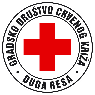 GRADSKO DRUŠTVO CRVENOG KRIŽA
DUGA RESA